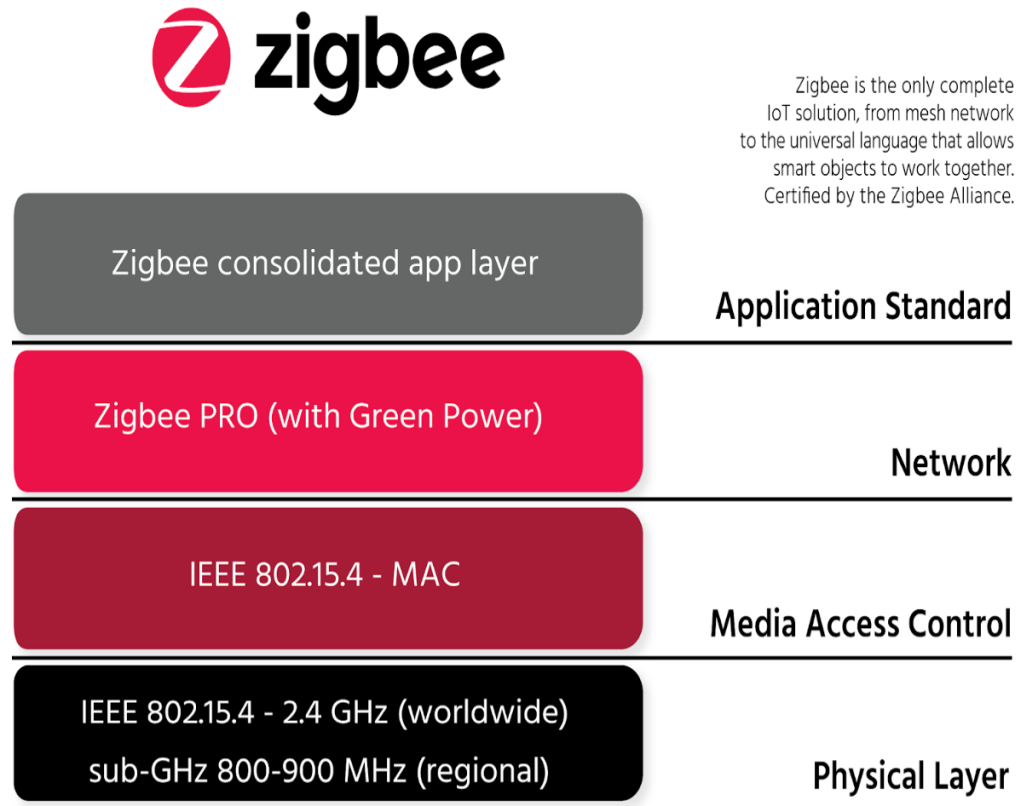 zigbee
Zigbee is the only complete
IoT solution, from mesh network
to the universal language that allows
smart objects to work together.
Certified by the Zigbee Alliance.
Zigbee consolidated app layer
Application Standard
Zigbee PRO (with Green Power)
Network
IEEE 802.15.4 - MAC
Media Access Control
IEEE 802.15.4 - 2.4 GHz (worldwide)
sub-GHz 800-900 MHz (regional)
Physical Layer